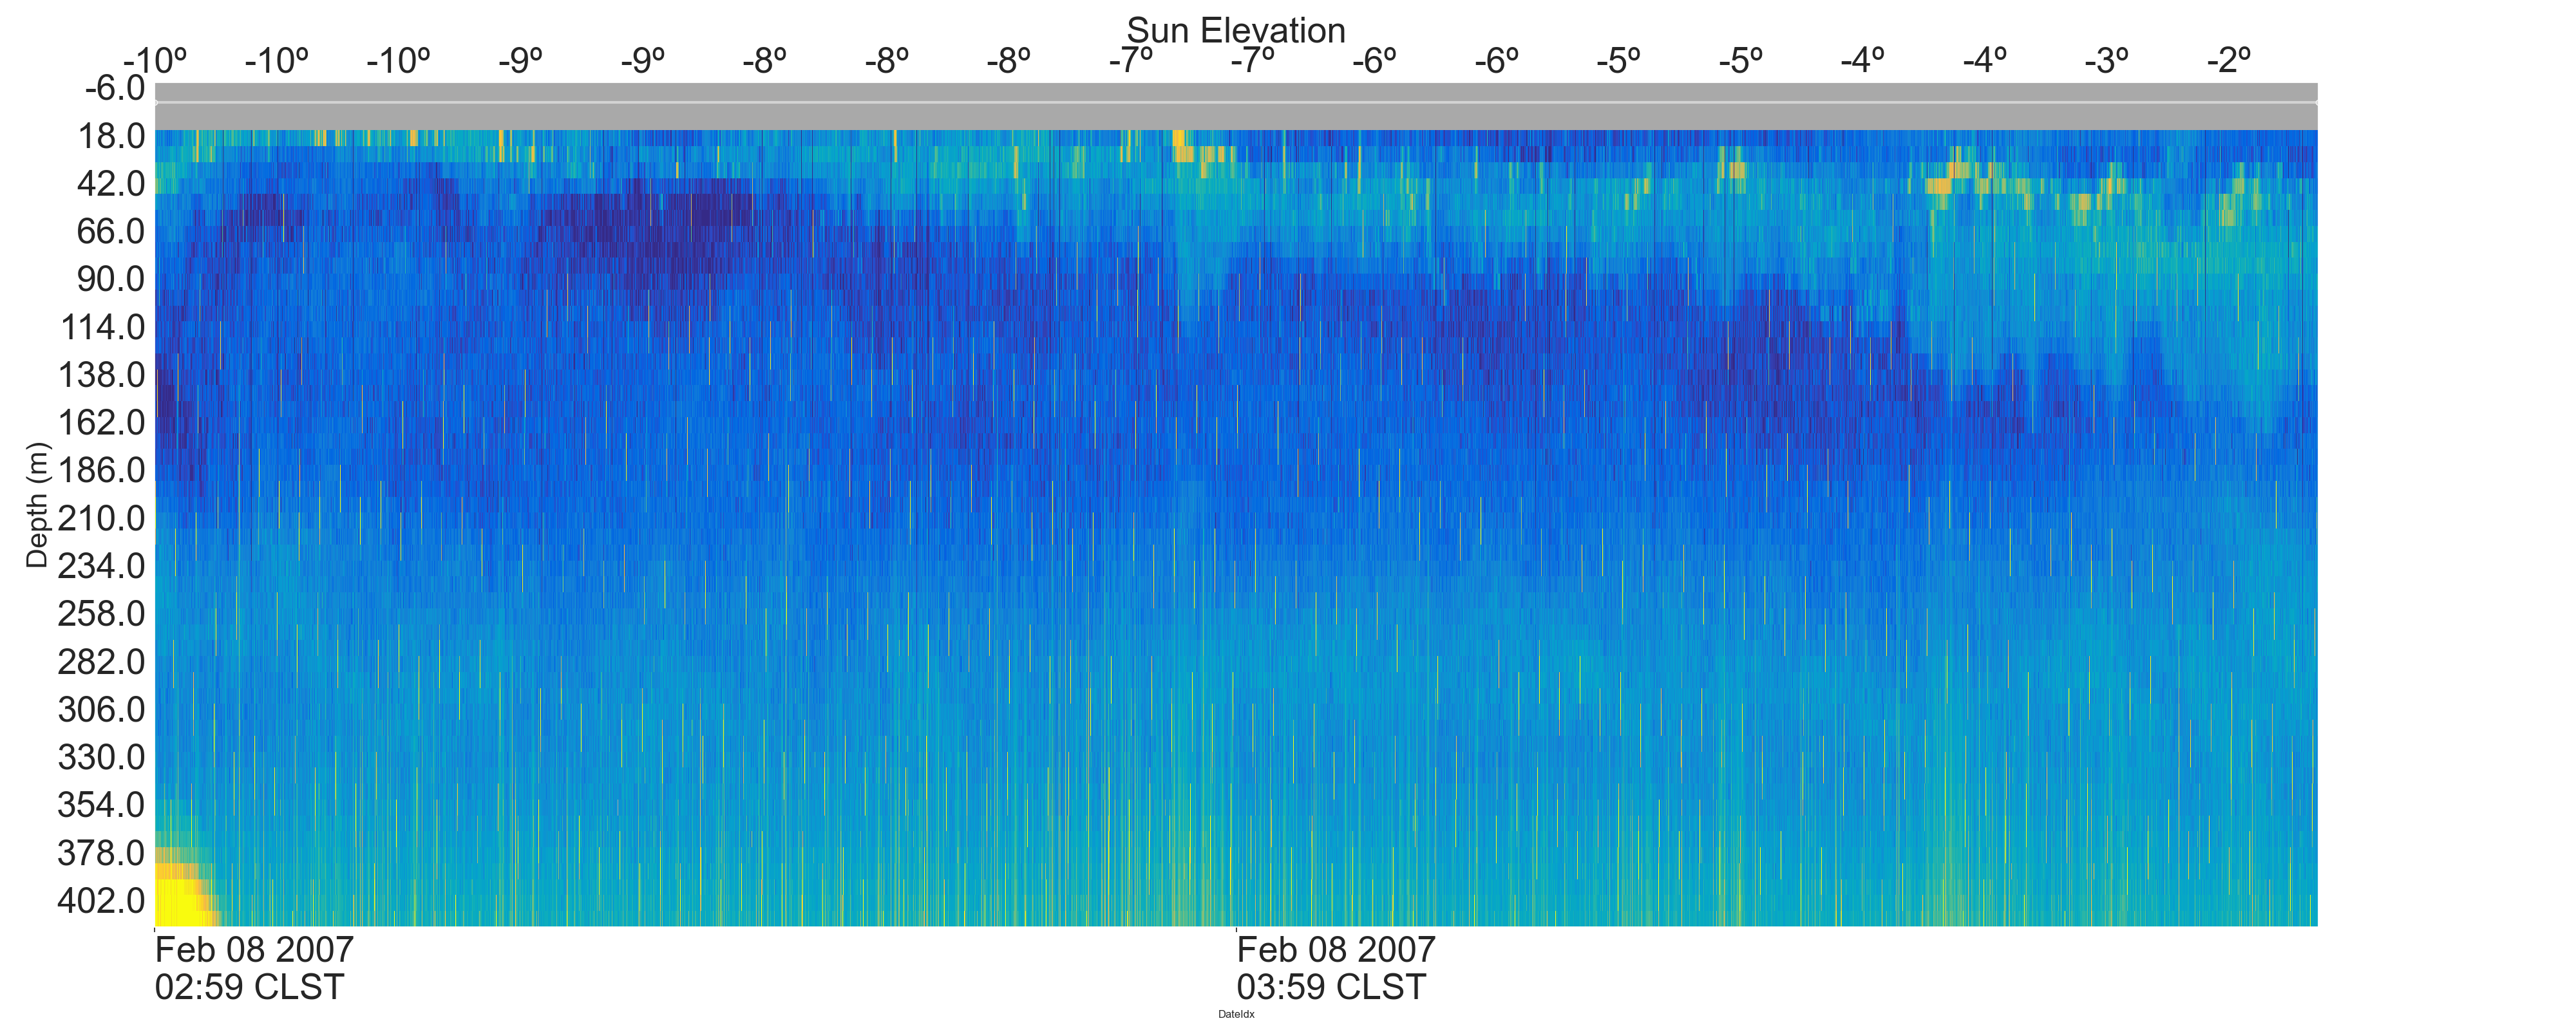 Sun Elevation
-10º -10º -10º -9º -9º -8º -8º -8º -7º -7º -6º -6º -5º -5º -4º -4º -3º -2º
-6.0
18.0
42.0
66.0
90.0
114.0
138.0
162.0
186.0
210.0
234.0
258.0
282.0
306.0
330.0
354.0
378.0
402.0
Depth (m)
Feb 08 2007
02:59 CLST
Feb 08 2007
03:59 CLST
DateIdx